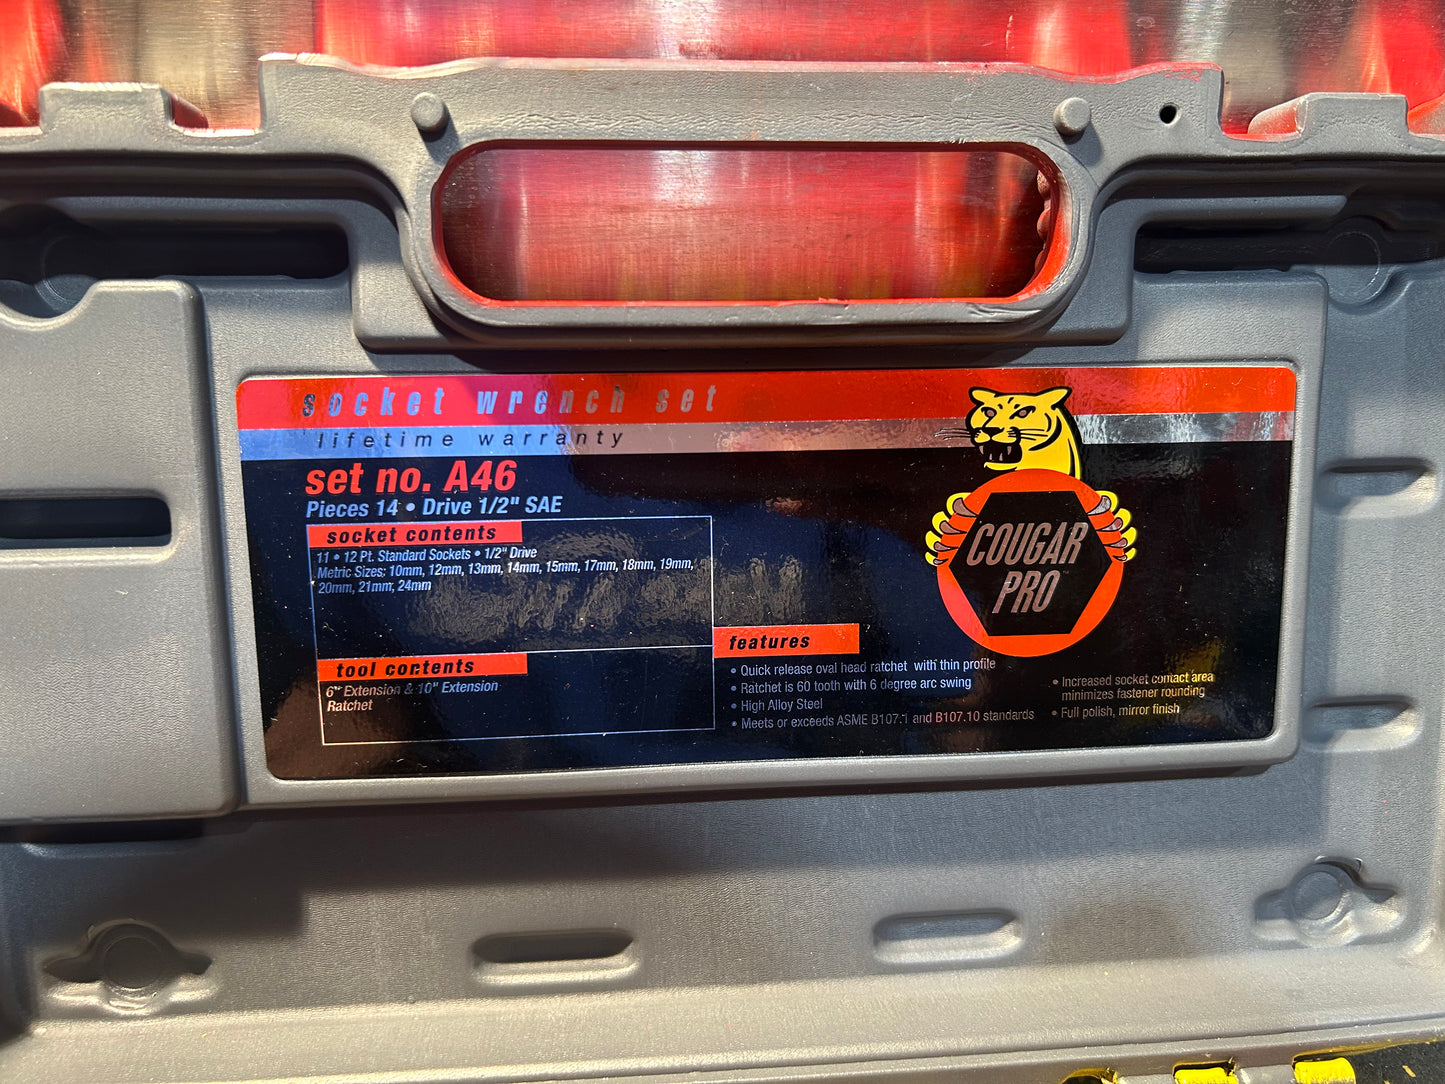 socket wrench set
lifetime warranty
set no. A46
Pieces 14 • Drive 1/2" SAE
socket contents
11 • 12 Pt. Standard Sockets • 1/2" Drive
Metric Sizes: 10mm, 12mm, 13mm, 14mm, 15mm, 17mm, 18mm, 19mm,
20mm, 21mm, 24mm
tool contents
6" Extension & 10" Extension
Ratchet
COUGAR
PRO
features
• Quick release oval head ratchet with thin profile
• Ratchet is 60 tooth with 6 degree arc swing
• High Alloy Steel
• Meets or exceeds ASME B107.1 and B107.10 standards
• Increased socket contact area
minimizes fastener rounding
• Full polish, mirror finish